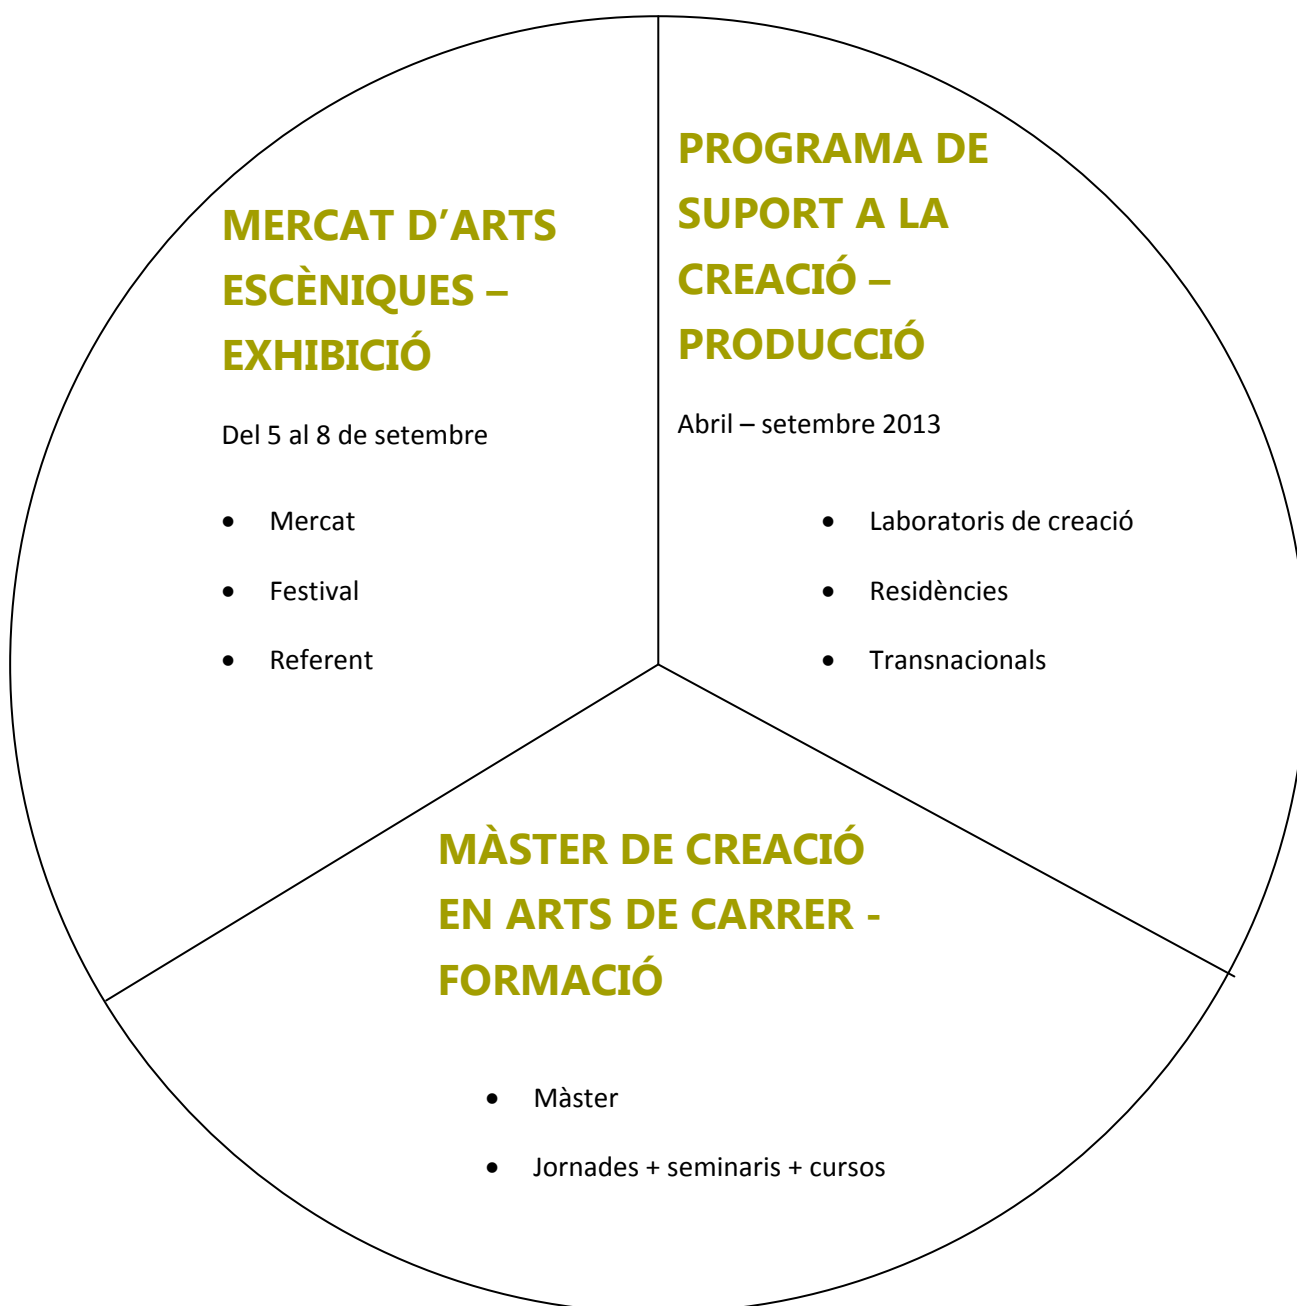 MERCAT D’ARTS
ESCÈNIQUES –
EXHIBICIÓ
Del 5 al 8 de setembre
• Mercat
• Festival
• Referent
PROGRAMA DE
SUPORT A LA
CREACIÓ –
PRODUCCIÓ
Abril – setembre 2013
• Laboratoris de creació
• Residències
• Transnacionals
MÀSTER DE CREACIÓ
EN ARTS DE CARRER -
FORMACIÓ
• Màster
• Jornades + seminaris + cursos